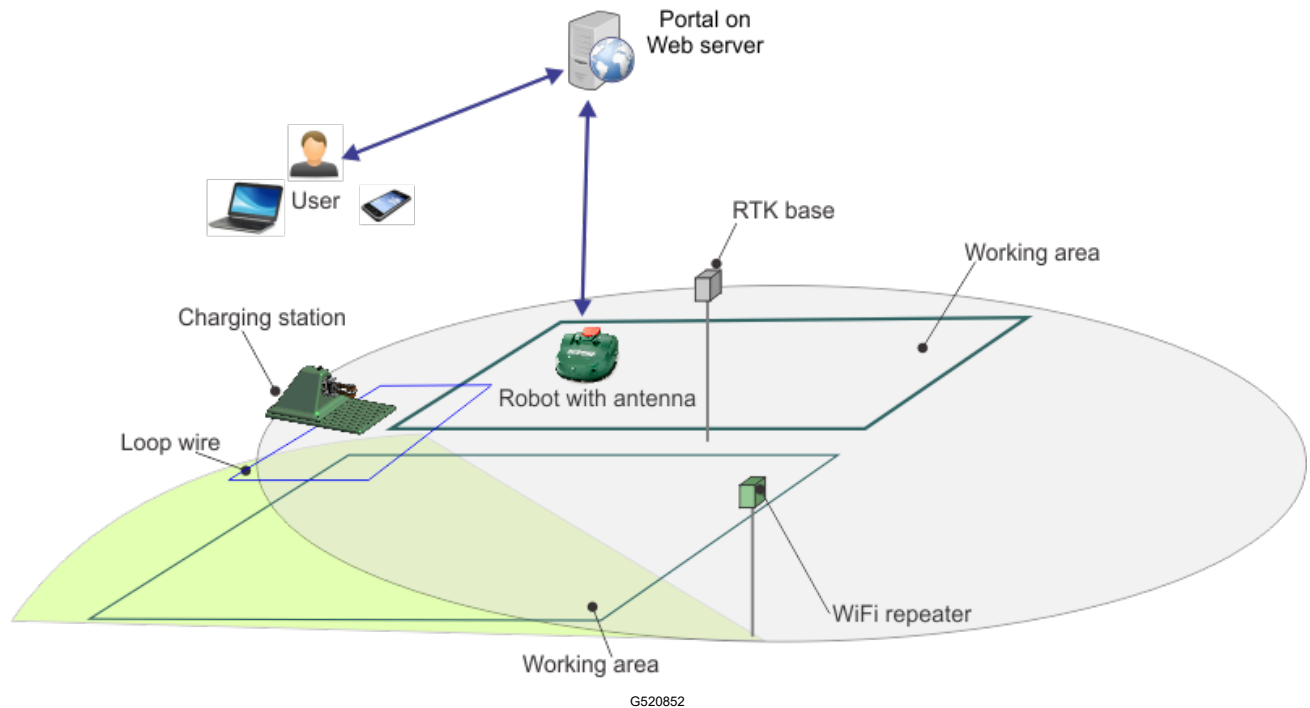 Portal on
Web server
User
RTK base
Working area
Charging station
Robot with antenna
Loop wire
WiFi repeater
Working area
G520852